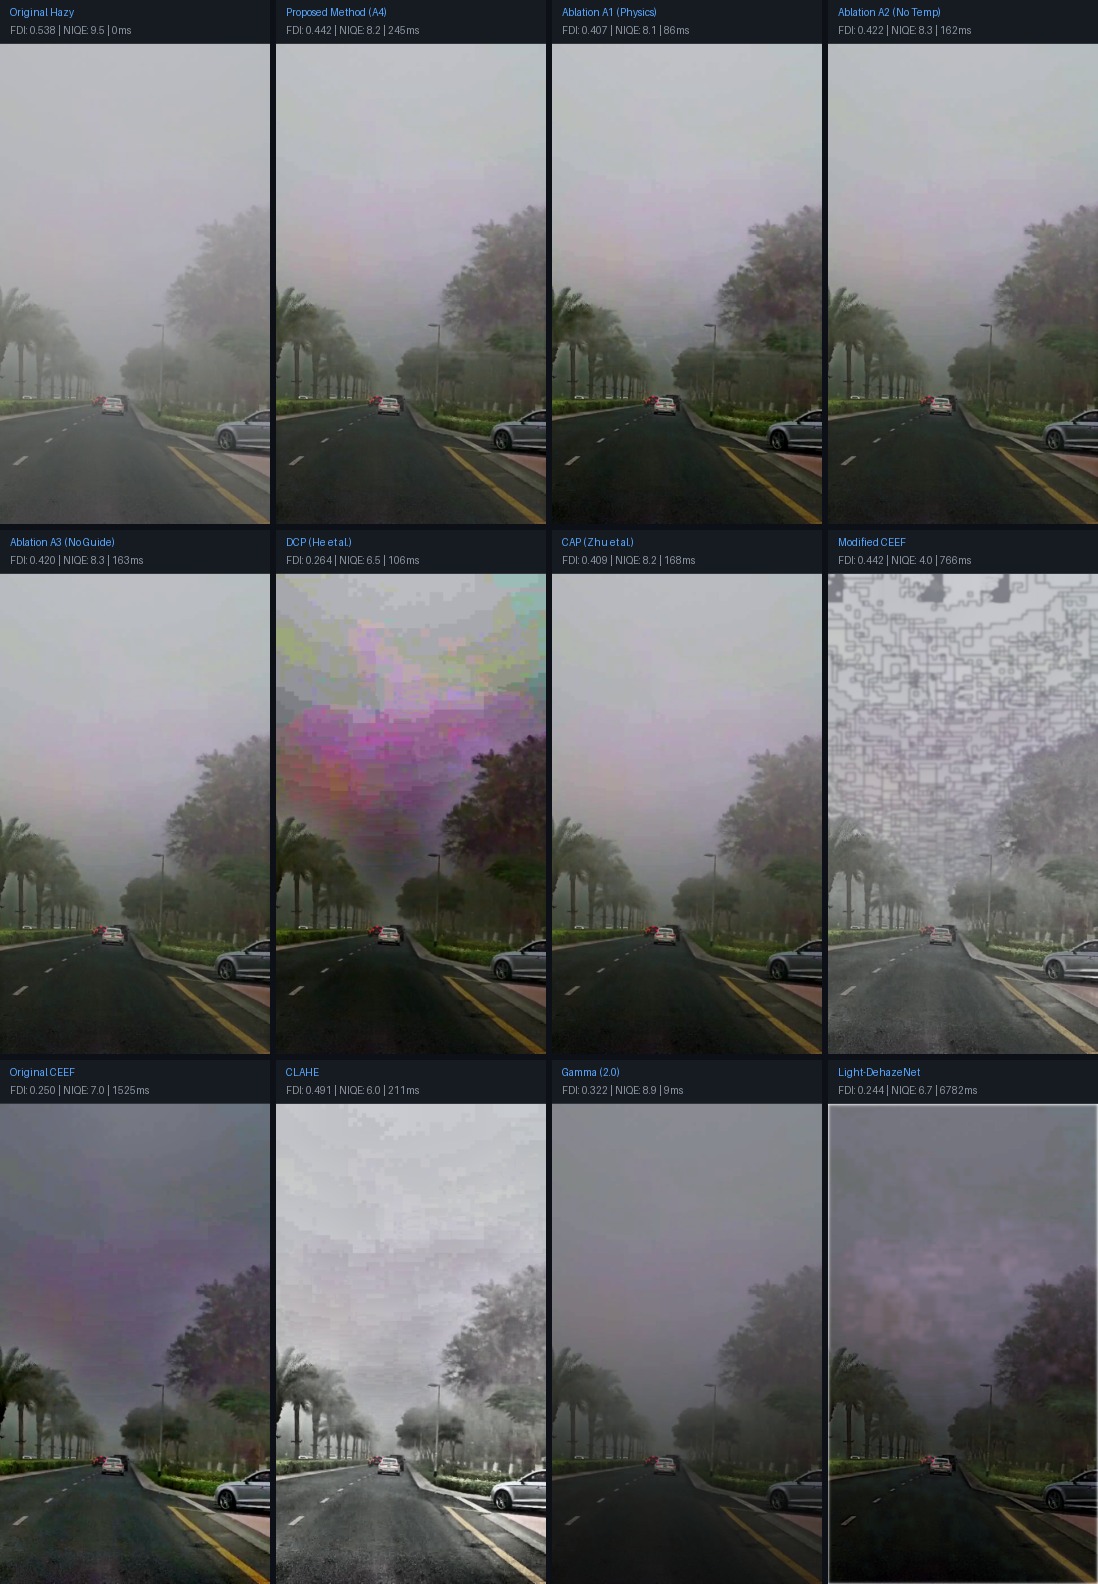 Original Hazy
FDI: 0.538 | NIQE: 9.5 | 0ms
Proposed Method (A4)
FDI: 0.442 | NIQE: 8.2 | 245ms
Ablation A1 (Physics)
FDI: 0.407 | NIQE: 8.1 | 86ms
Ablation A2 (No Temp)
FDI: 0.422 | NIQE: 8.3 | 162ms
Ablation A3 (No Guide)
FDI: 0.420 | NIQE: 8.3 | 163ms
DCP (He et al.)
FDI: 0.264 | NIQE: 6.5 | 106ms
CAP (Zhu et al.)
FDI: 0.409 | NIQE: 8.2 | 168ms
Modified CEEF
FDI: 0.442 | NIQE: 4.0 | 766ms
Original CEEF
FDI: 0.250 | NIQE: 7.0 | 1525ms
CLAHE
FDI: 0.491 | NIQE: 6.0 | 211ms
Gamma (2.0)
FDI: 0.322 | NIQE: 8.9 | 9ms
Light-DehazeNet
FDI: 0.244 | NIQE: 6.7 | 6782ms